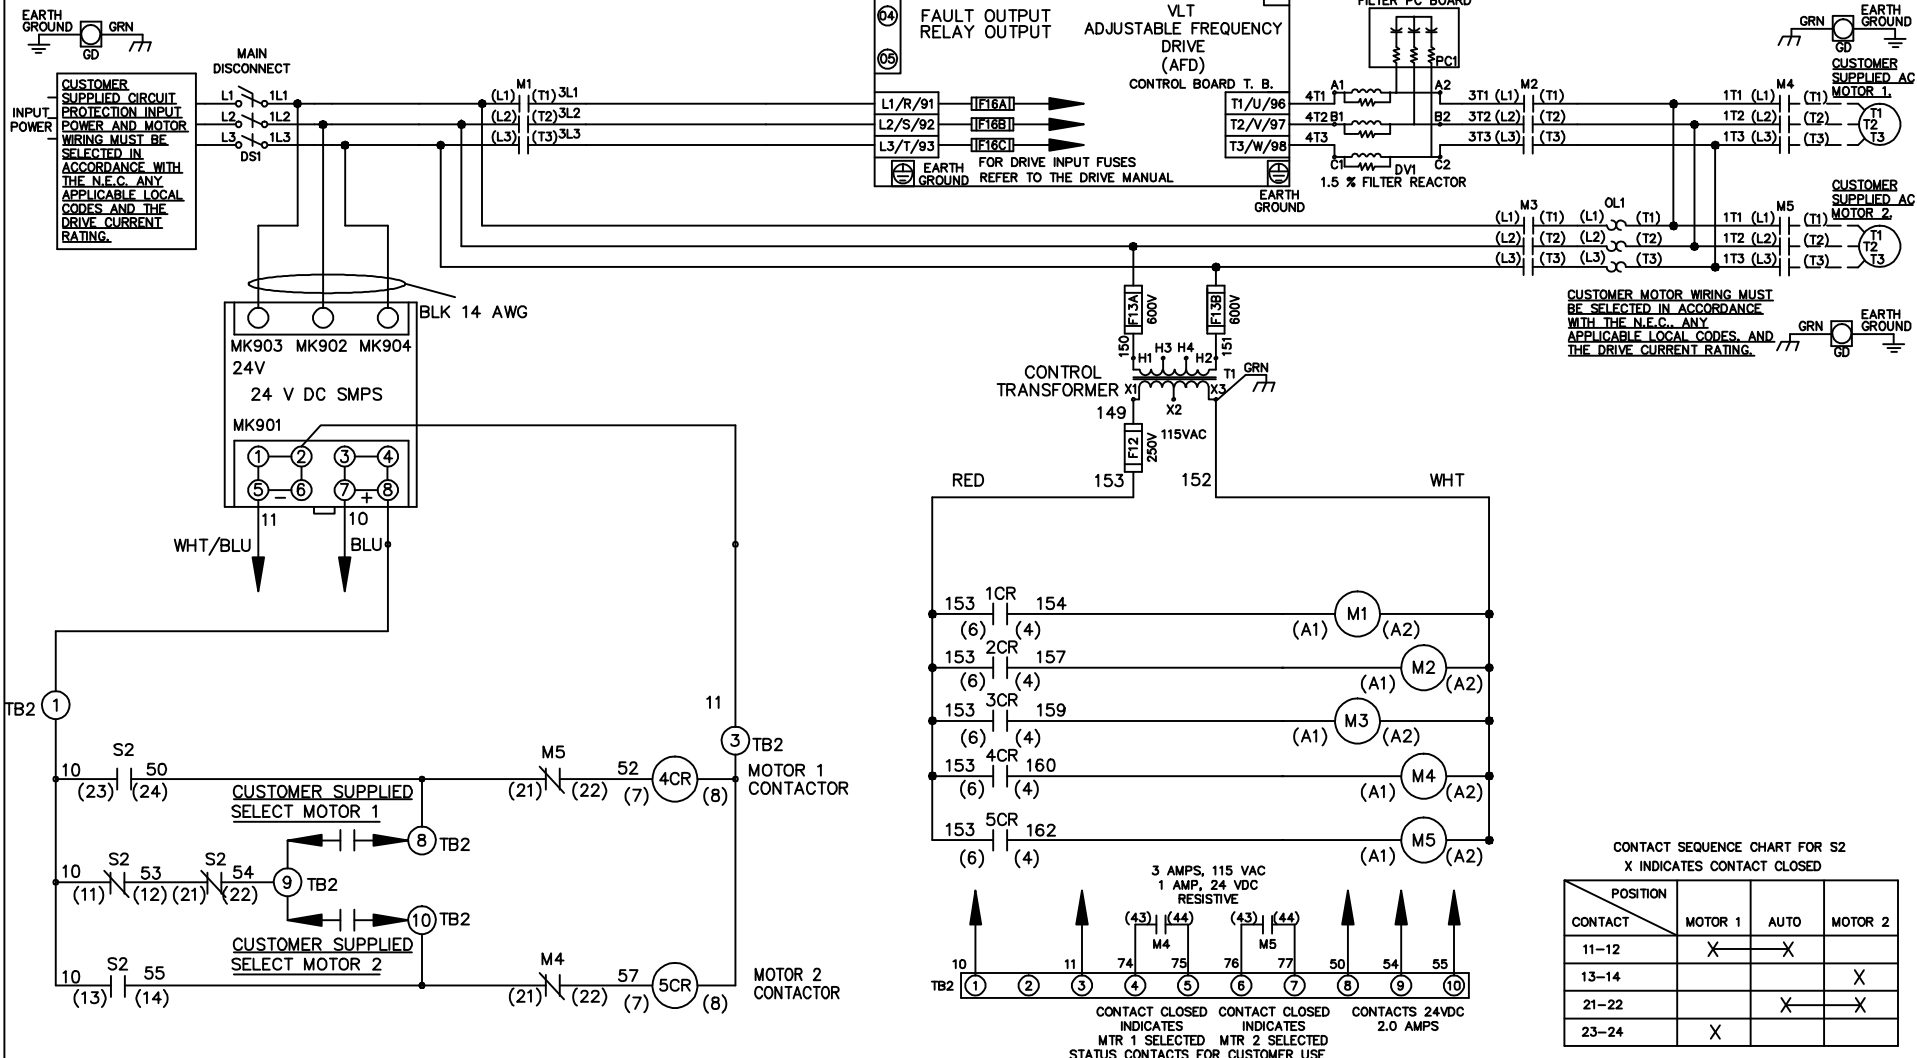 EARTH
GROUND
GRN
GD
MAIN
DISCONNECT
INPUT
POWER
CUSTOMER
SUPPLIED CIRCUIT
PROTECTION INPUT
POWER AND MOTOR
WIRING MUST BE
SELECTED IN
ACCORDANCE WITH
THE N.E.C. ANY
APPLICABLE LOCAL
CODES AND THE
DRIVE CURRENT
RATING.
L1 1L1
L2 1L2
L3 1L3
DS1
M1
(L1) (T1) 3L1
(L2) (T2) 3L2
(L3) (T3) 3L3
04
05
FAULT OUTPUT
RELAY OUTPUT
VLT
ADJUSTABLE FREQUENCY
DRIVE
(AFD)
CONTROL BOARD T. B.
L1/R/91 F16A T1/U/96
L2/S/92 F16B T2/V/97
L3/T/93 F16C T3/W/98
EARTH
GROUND
FOR DRIVE INPUT FUSES
REFER TO THE DRIVE MANUAL
EARTH
GROUND
FILTER PC BOARD
PC1
4T1 A1 A2
4T2 B1 B2
4T3
C1 C2
DV1
1.5 % FILTER REACTOR
M2
3T1 (L1) (T1)
3T2 (L2) (T2)
3T3 (L3) (T3)
M4
1T1 (L1) (T1)
1T2 (L2) (T2)
1T3 (L3) (T3)
GRN
GD
EARTH
GROUND
CUSTOMER
SUPPLIED AC
MOTOR 1.
T1
T2
T3
M3
(L1) (T1)
(L2) (T2)
(L3) (T3)
OL1
(L1) (T1)
(L2) (T2)
(L3) (T3)
M5
1T1 (L1) (T1)
1T2 (L2) (T2)
1T3 (L3) (T3)
CUSTOMER
SUPPLIED AC
MOTOR 2.
T1
T2
T3
CUSTOMER MOTOR WIRING MUST
BE SELECTED IN ACCORDANCE
WITH THE N.E.C., ANY
APPLICABLE LOCAL CODES, AND
THE DRIVE CURRENT RATING.
GRN
GD
EARTH
GROUND
BLK 14 AWG
MK903 MK902 MK904
24V
24 V DC SMPS
MK901
1 2 3 4
5 6 7 8
− +
11 10
WHT/BLU BLU
F13A
600V
F13B
600V
150
151
H1 H3 H4 H2
CONTROL
TRANSFORMER
T1
GRN
X1 X3
X2
149
F12
250V
115VAC
RED 153 152 WHT
153 1CR 154 M1
(6) (4) (A1) (A2)
153 2CR 157 M2
(6) (4) (A1) (A2)
153 3CR 159 M3
(6) (4) (A1) (A2)
153 4CR 160 M4
(6) (4) (A1) (A2)
153 5CR 162 M5
(6) (4) (A1) (A2)
TB2 1
11
3 TB2
10 S2 50
(23) (24)
M5
(21) (22)
52 4CR
(7) (8)
MOTOR 1
CONTACTOR
CUSTOMER SUPPLIED
SELECT MOTOR 1
8 TB2
10 S2 53 S2 54
(11) (12) (21) (22)
9 TB2
10 TB2
CUSTOMER SUPPLIED
SELECT MOTOR 2
10 S2 55
(13) (14)
M4
(21) (22)
57 5CR
(7) (8)
MOTOR 2
CONTACTOR
3 AMPS, 115 VAC
1 AMP, 24 VDC
RESISTIVE
(43) (44)
M4
(43) (44)
M5
10 11 74 75 76 77 50 54 55
TB2 1 2 3 4 5 6 7 8 9 10
CONTACT CLOSED
INDICATES
MTR 1 SELECTED
CONTACT CLOSED
INDICATES
MTR 2 SELECTED
CONTACTS 24VDC
2.0 AMPS
STATUS CONTACTS FOR CUSTOMER USE
CONTACT SEQUENCE CHART FOR S2
X INDICATES CONTACT CLOSED
POSITION
CONTACT MOTOR 1 AUTO MOTOR 2
11-12 X X
13-14 X
21-22 X X
23-24 X